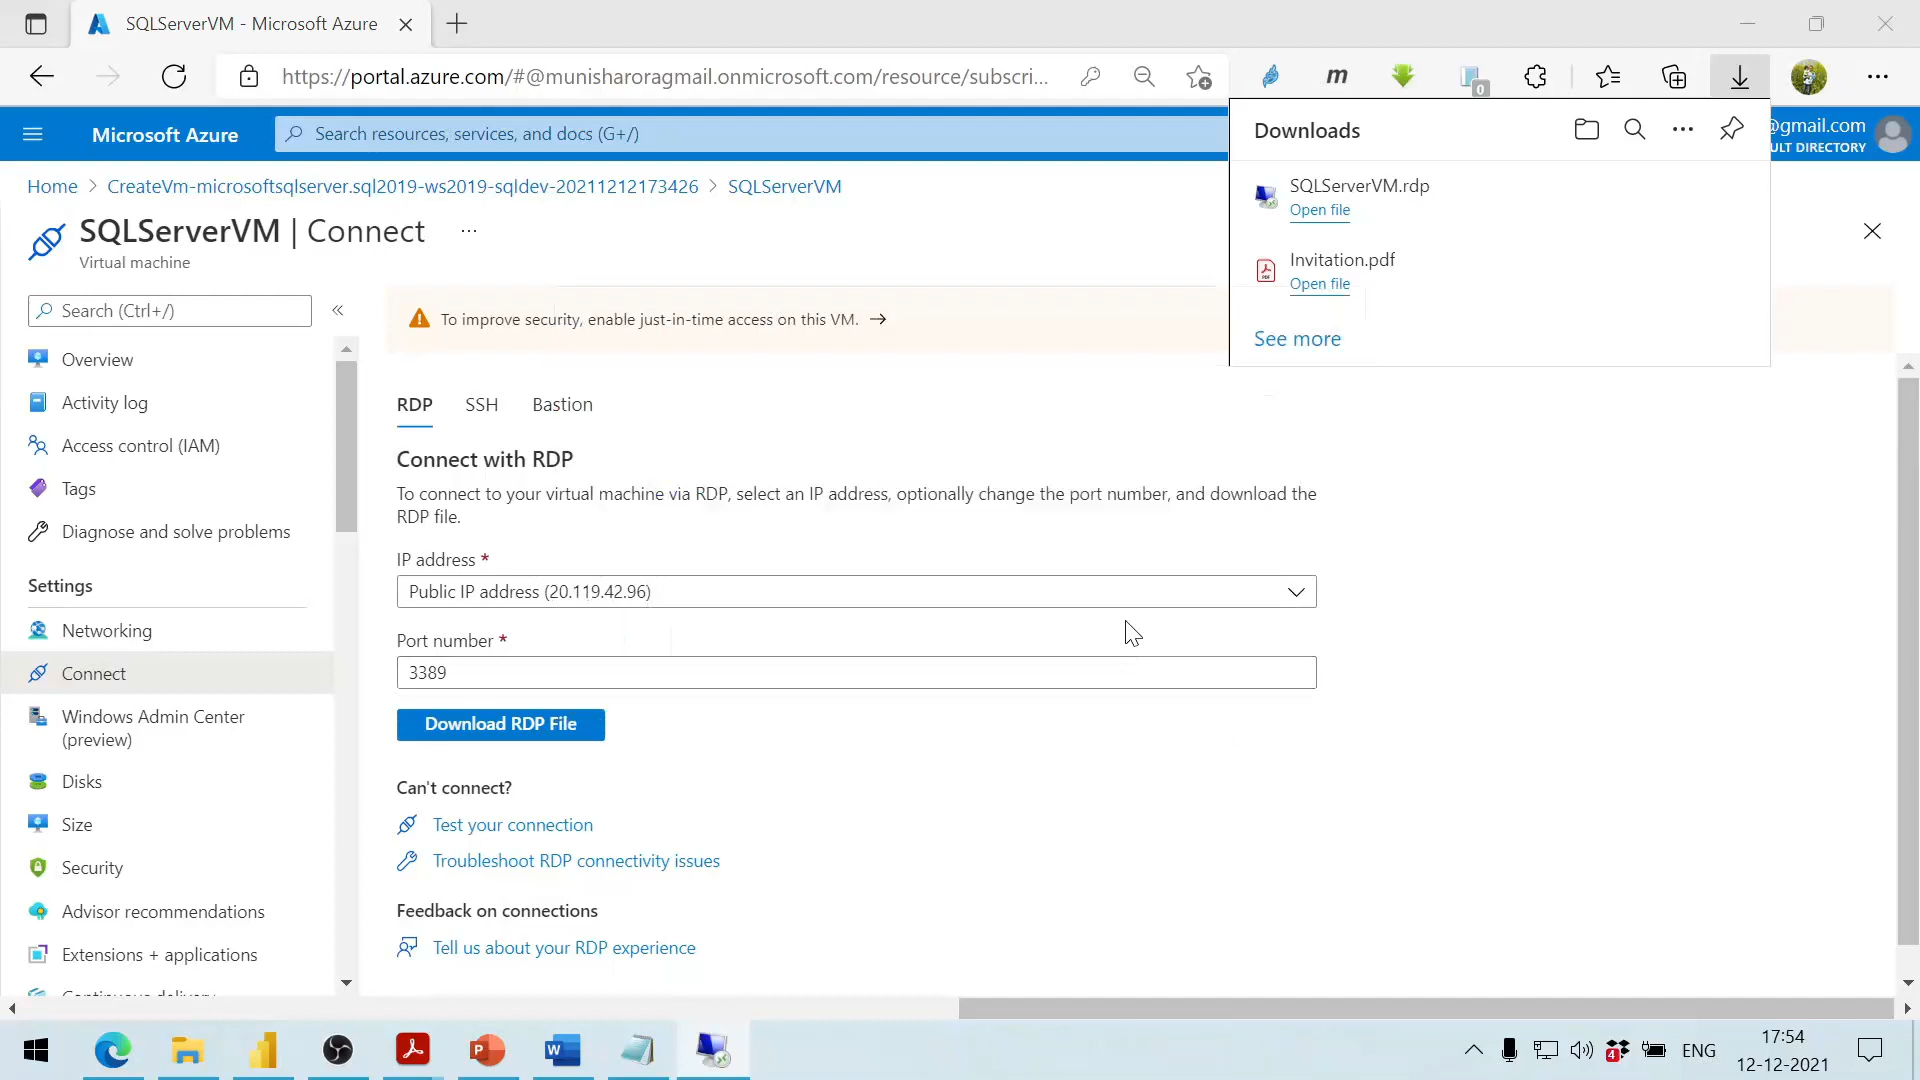 SQLServerVM - Microsoft Azure
https://portal.azure.com/#@munisharoragmail.onmicrosoft.com/resource/subscri...
m
0
Microsoft Azure
Search resources, services, and docs (G+/)
@gmail.com
ULT DIRECTORY
Downloads
SQLServerVM.rdp
Open file
Invitation.pdf
Open file
See more
Home > CreateVm-microsoftsqlserver.sql2019-ws2019-sqldev-20211212173426 > SQLServerVM
SQLServerVM | Connect ...
Virtual machine
Search (Ctrl+/)
«
To improve security, enable just-in-time access on this VM. →
Overview
Activity log
Access control (IAM)
Tags
Diagnose and solve problems
Settings
Networking
Connect
Windows Admin Center
(preview)
Disks
Size
Security
Advisor recommendations
Extensions + applications
RDP SSH Bastion
Connect with RDP
To connect to your virtual machine via RDP, select an IP address, optionally change the port number, and download the
RDP file.
IP address *
Public IP address (20.119.42.96)
Port number *
3389
Download RDP File
Can't connect?
Test your connection
Troubleshoot RDP connectivity issues
Feedback on connections
Tell us about your RDP experience
4
ENG
17:54
12-12-2021